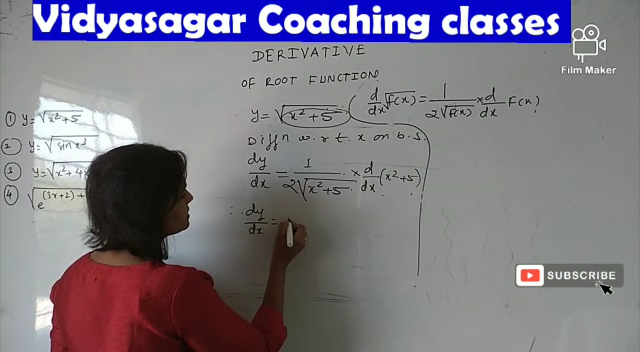 Vidyasagar Coaching classes
Film Maker
DERIVATIVE
OF ROOT FUNCTION
① y = √(x²+5)
② y = √(sin x³
③ y = √(x²+4x
④ √(e^((3x+2)+
y = √(x²+5)
d/dx √f(x) = 1/(2√f(x)) × d/dx f(x)
Diffn w.r.t. x on b.s.
dy/dx = 1/(2√(x²+5)) × d/dx (x²+5)
∴ dy/dx =
SUBSCRIBE